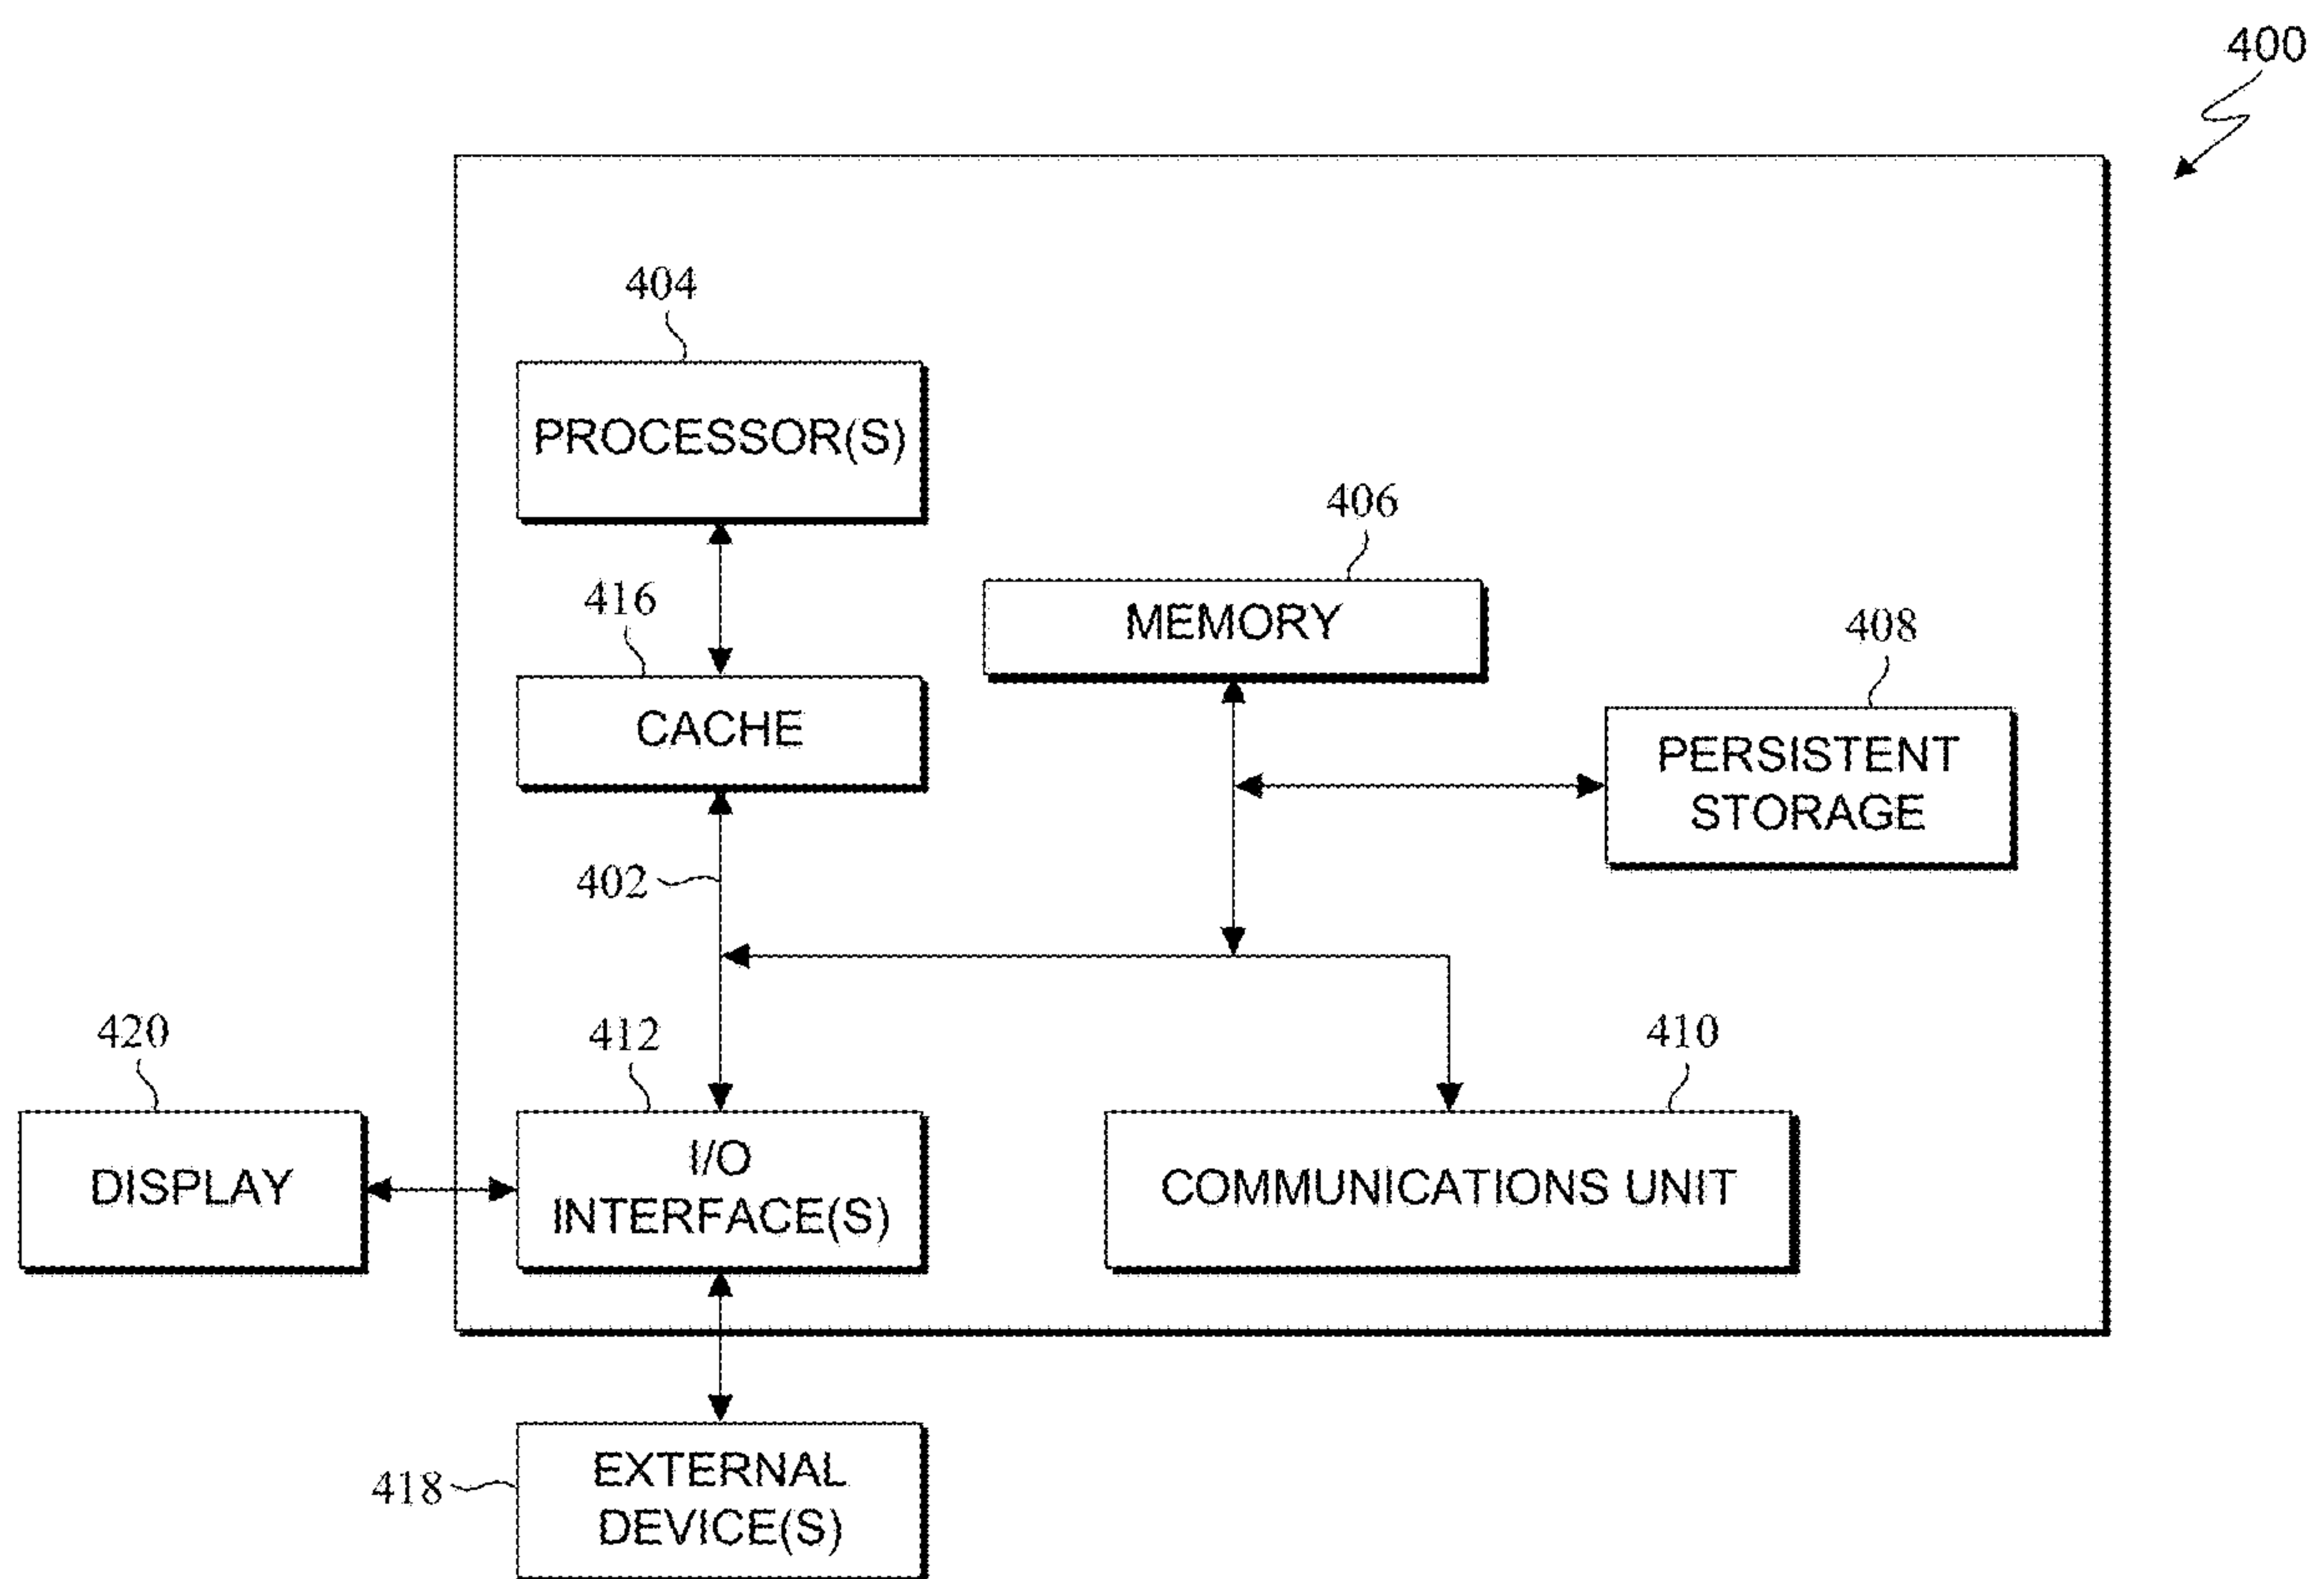 400
404
PROCESSOR(S)
406
416
MEMORY
408
CACHE
PERSISTENT
STORAGE
402
420
412
410
DISPLAY
I/O
INTERFACE(S)
COMMUNICATIONS UNIT
418
EXTERNAL
DEVICE(S)